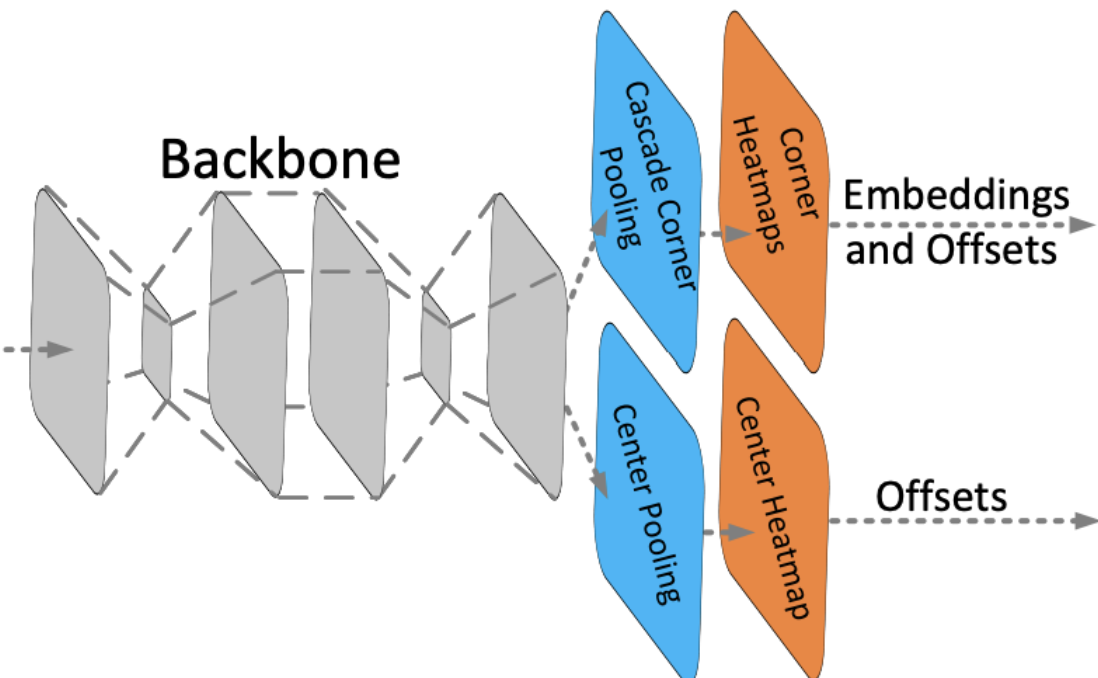 Backbone
Cascade Corner
Pooling
Corner
Heatmaps
Embeddings
and Offsets
Center Pooling
Center Heatmap
Offsets